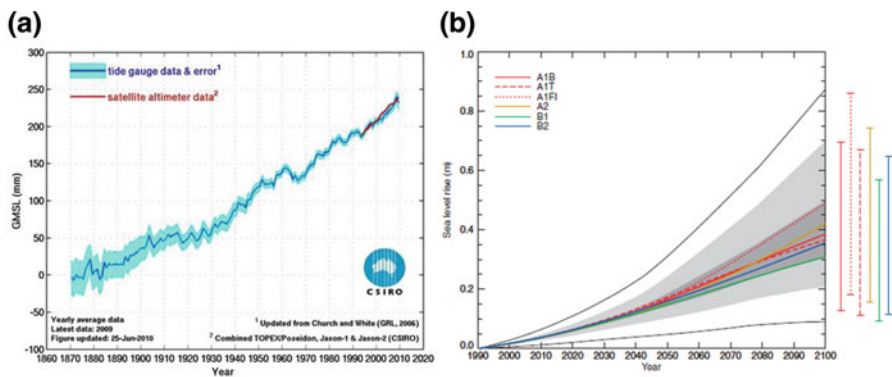 (a)
300
250
200
150
100
50
0
-50
-100
GMSL (mm)
tide gauge data & error1
satellite altimeter data2
CSIRO
Yearly average data
Latest data: 2009
Figure updated: 25-Jun-2010
1 Updated from Church and White (GRL, 2006)
2 Combined TOPEX/Poseidon, Jason-1 & Jason-2 (CSIRO)
1860 1870 1880 1890 1900 1910 1920 1930 1940 1950 1960 1970 1980 1990 2000 2010 2020
Year
(b)
1.0
0.8
0.6
0.4
0.2
0.0
Sea level rise (m)
A1B
A1T
A1FI
A2
B1
B2
1990 2000 2010 2020 2030 2040 2050 2060 2070 2080 2090 2100
Year